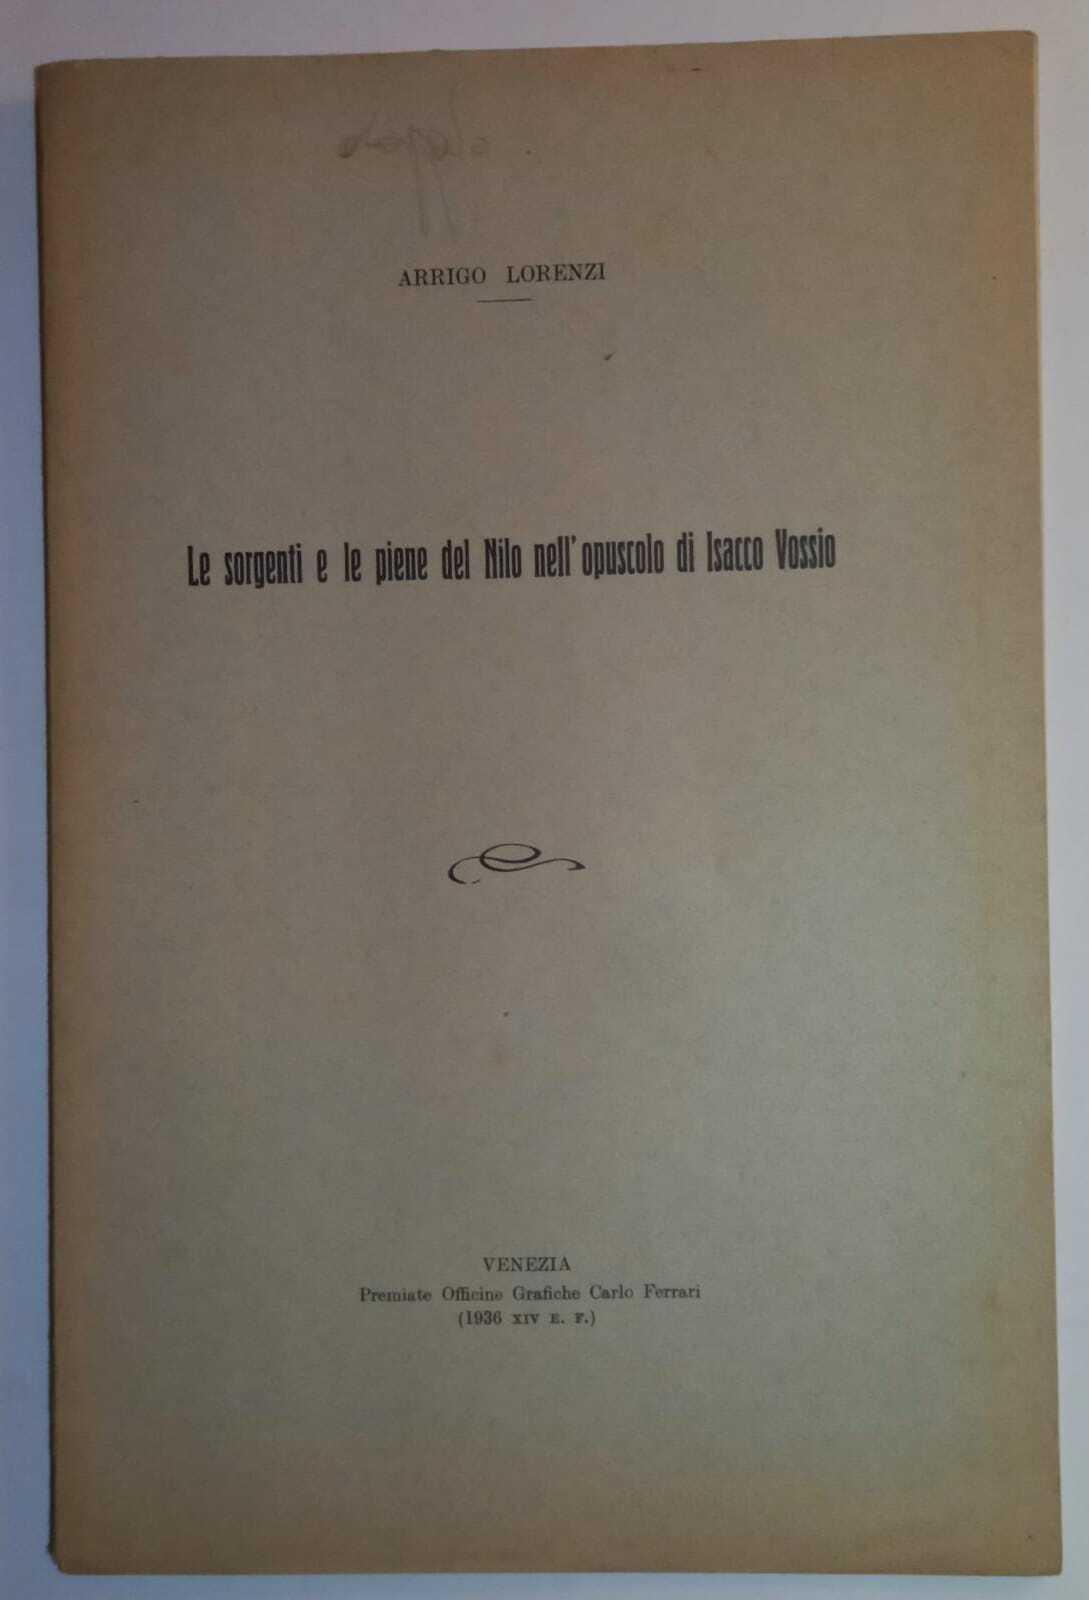 ARRIGO LORENZI
Le sorgenti e le piene del Nilo nell'opuscolo di Isacco Vossio
VENEZIA
Premiate Officine Grafiche Carlo Ferrari
(1936 XIV E. F.)